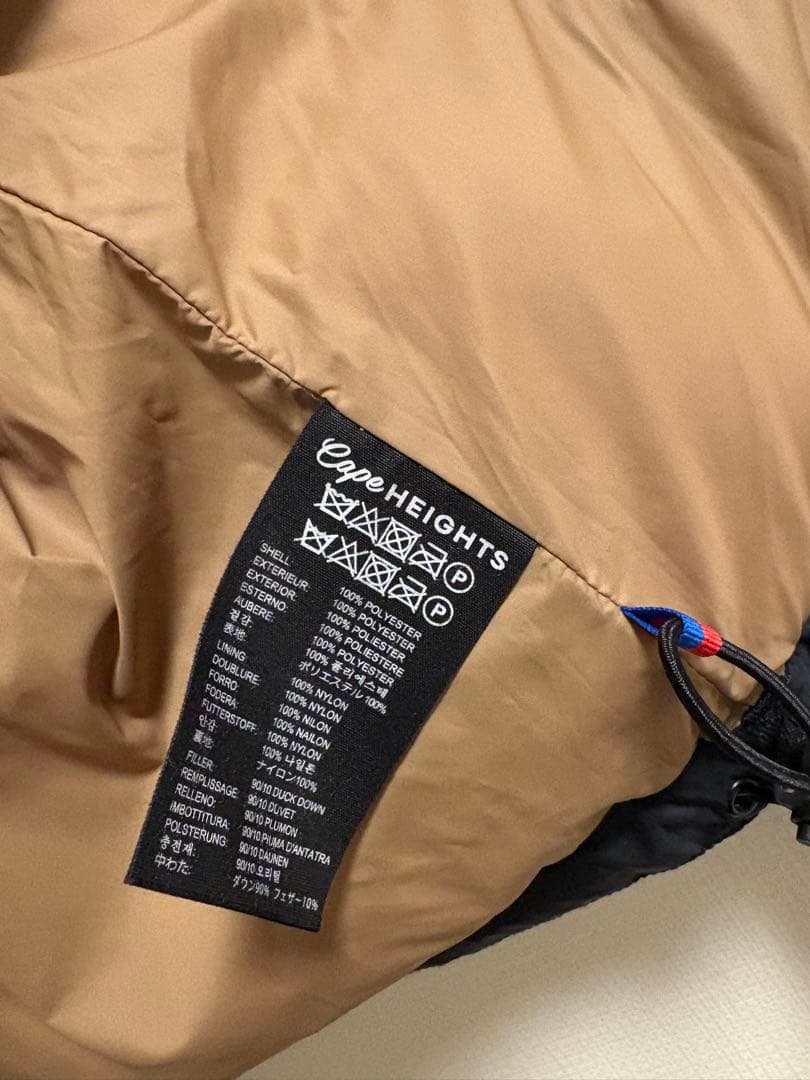 Cape HEIGHTS
P
P
SHELL: 100% POLYESTER
EXTERIEUR: 100% POLYESTER
EXTERIOR: 100% POLIESTER
ESTERNO: 100% POLIESTERE
AUBERE: 100% POLYESTER
겉감: 100% 폴리에스테
表地: ポリエステル100%
LINING: 100% NYLON
DOUBLURE: 100% NYLON
FORRO: 100% NILON
FODERA: 100% NAILON
FUTTERSTOFF: 100% NYLON
안감: 100% 나일론
裏地: ナイロン100%
FILLER: 90/10 DUCK DOWN
REMPLISSAGE: 90/10 DUVET
RELLENO: 90/10 PLUMON
IMBOTTITURA: 90/10 PIUMA D'ANTATRA
POLSTERUNG: 90/10 DAUNEN
충전재: 90/10 오리털
中わた: ダウン90% フェザー10%